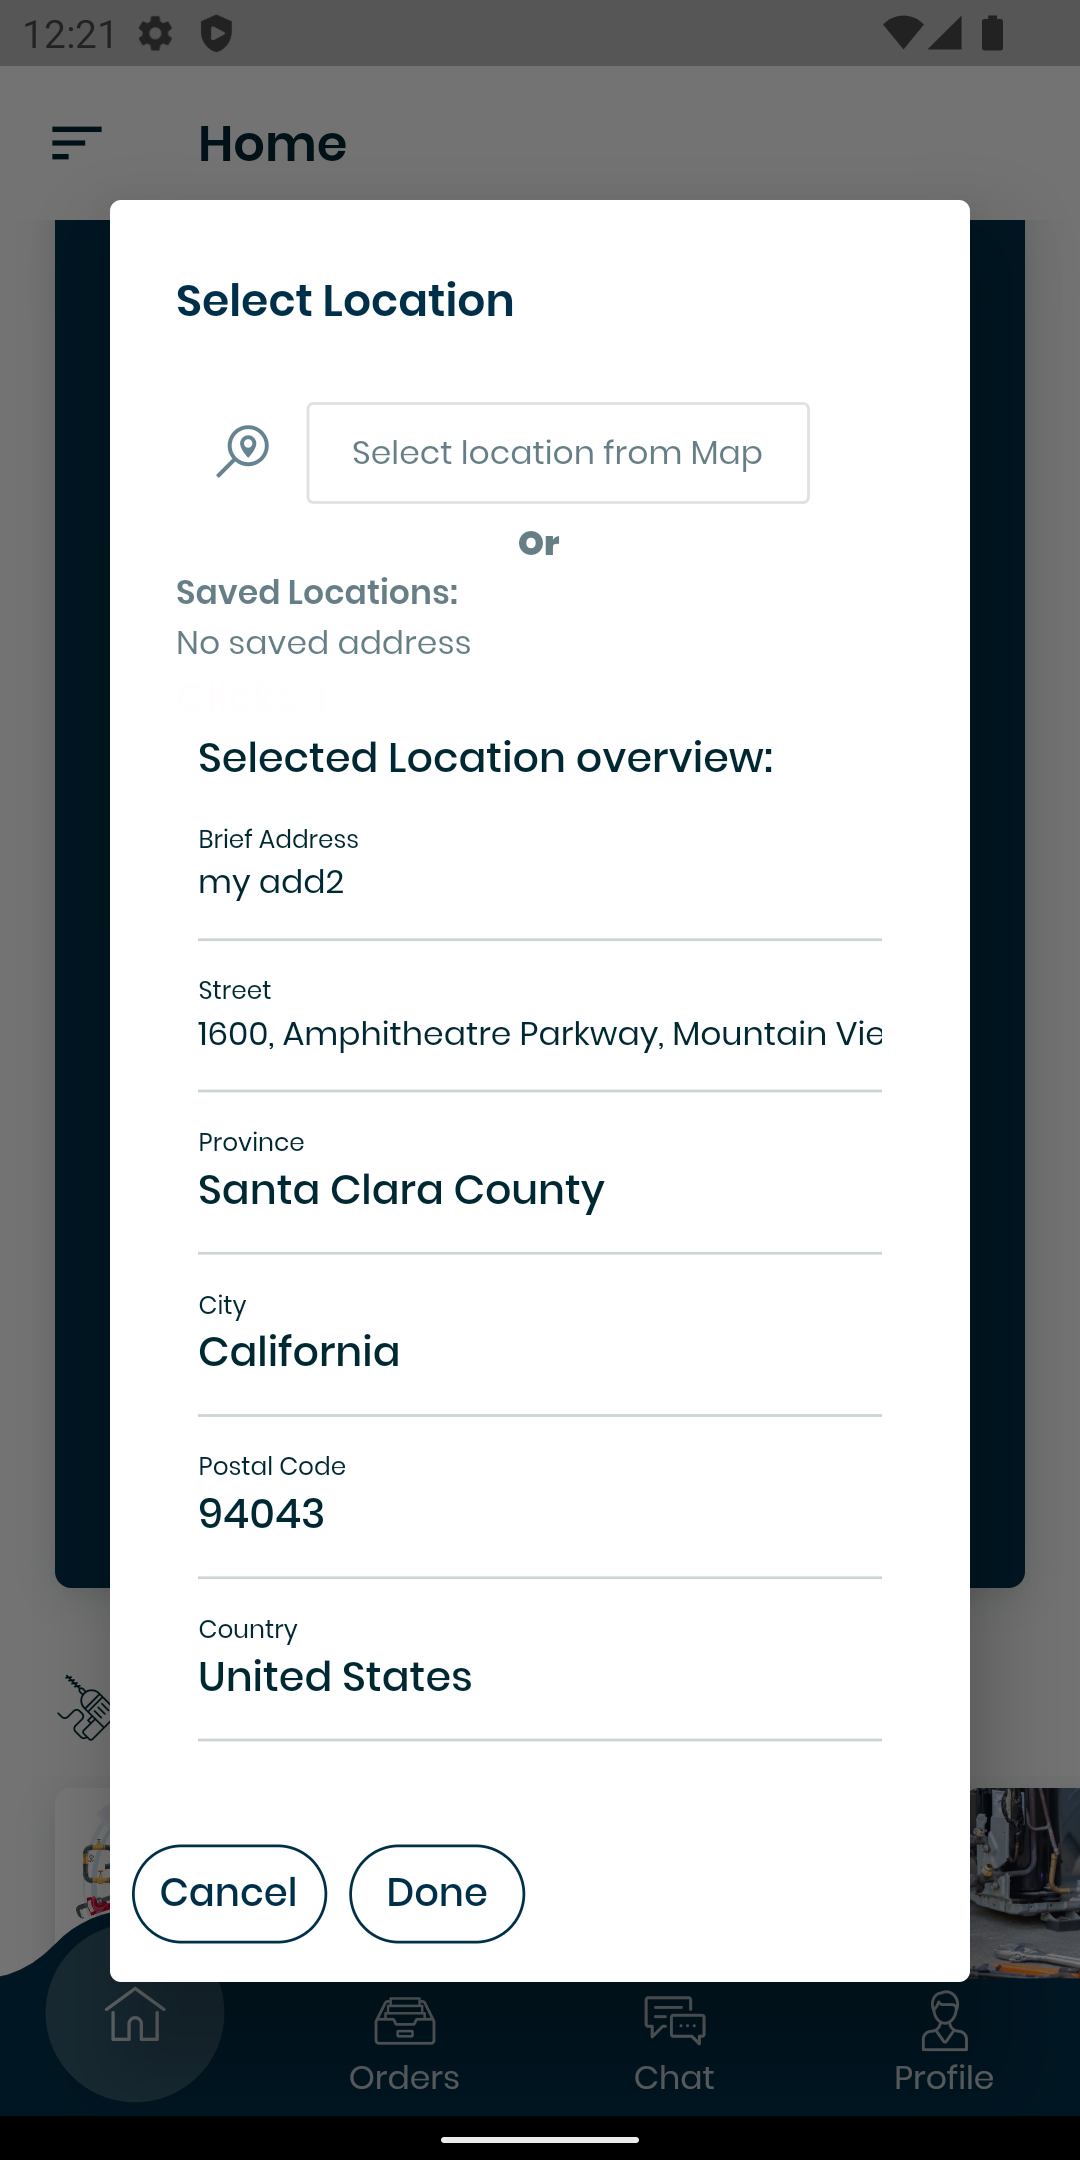 12:21
Home
Select Location
Select location from Map
Or
Saved Locations:
No saved address
Selected Location overview:
Brief Address
my add2
Street
1600, Amphitheatre Parkway, Mountain Vie
Province
Santa Clara County
City
California
Postal Code
94043
Country
United States
Cancel
Done
Orders
Chat
Profile